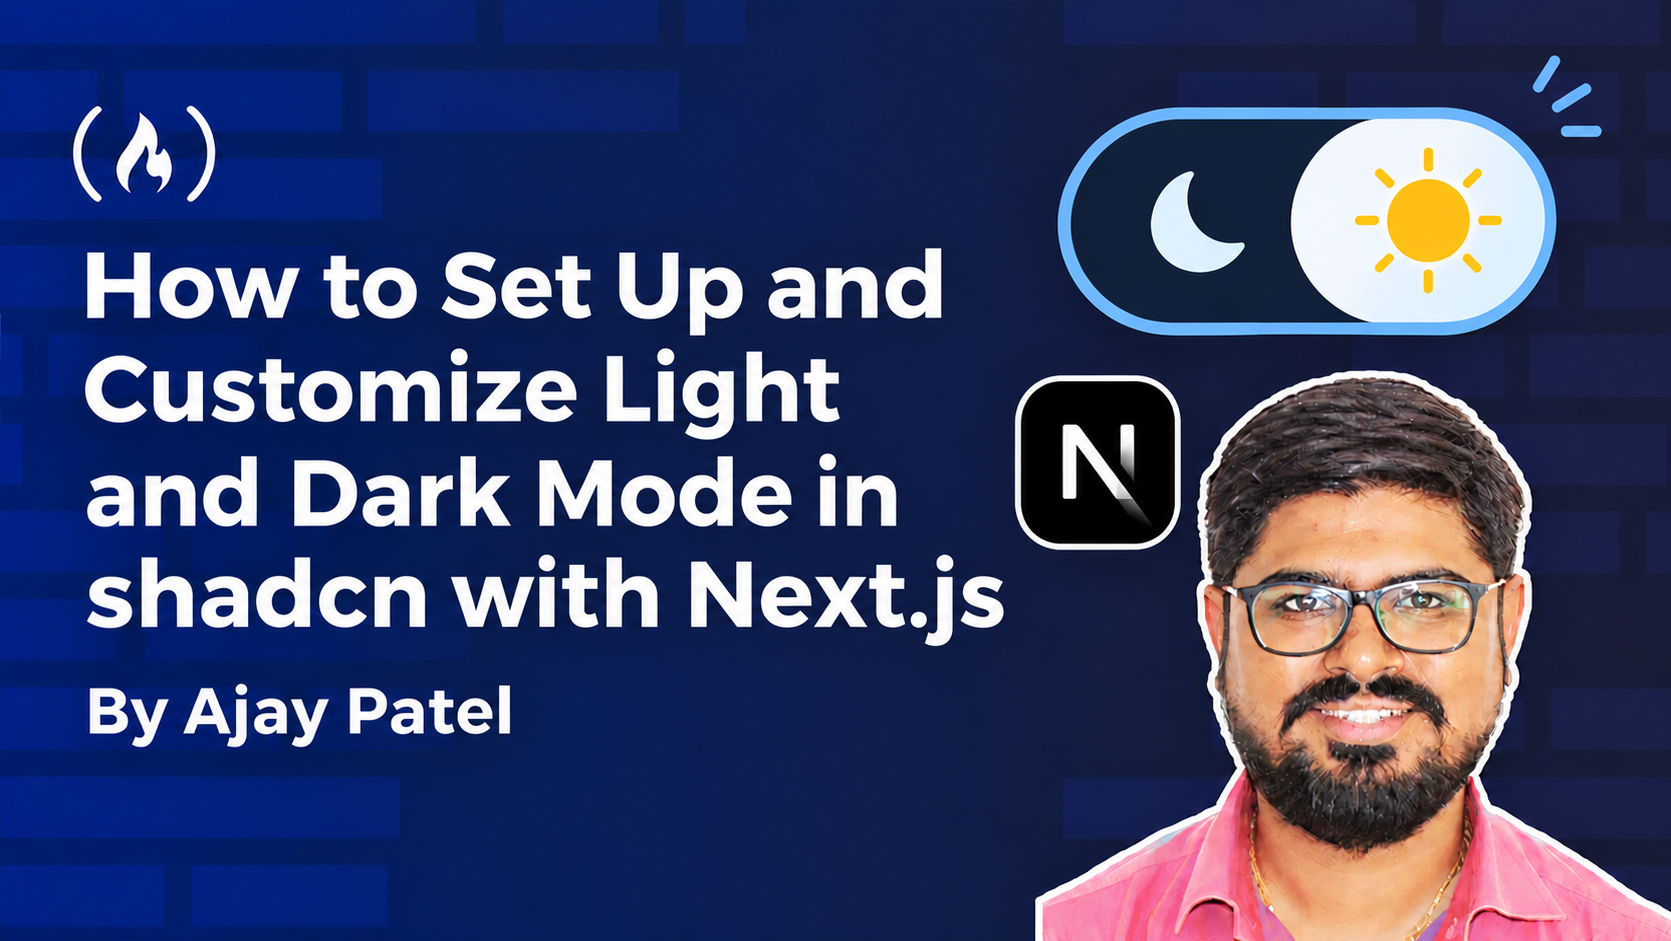 How to Set Up and
Customize Light
and Dark Mode in
shadcn with Next.js
By Ajay Patel
N